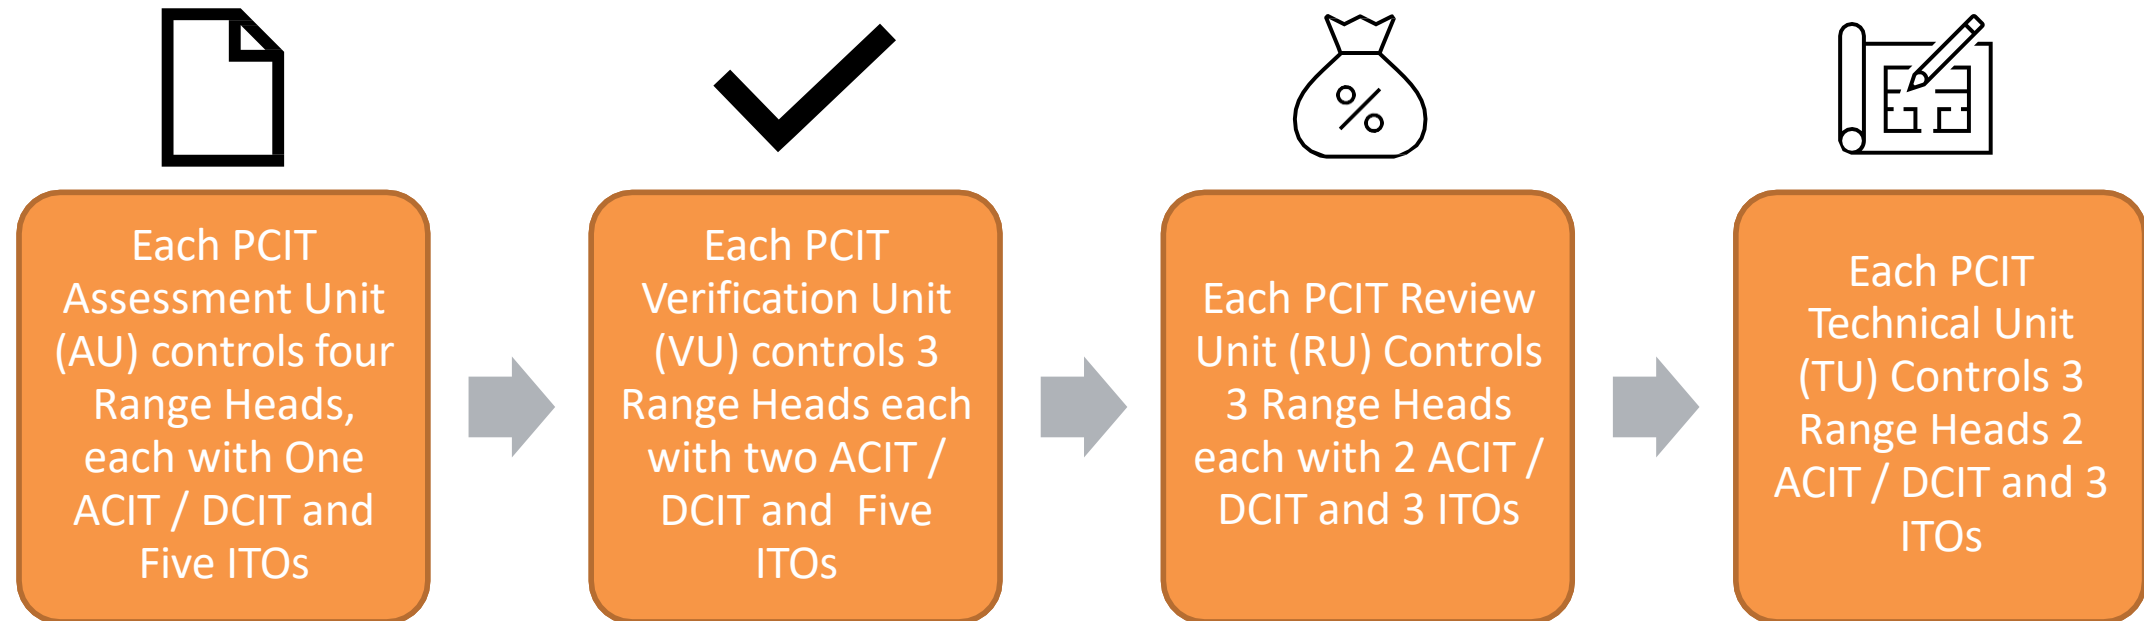 Each PCIT
Assessment Unit
(AU) controls four
Range Heads,
each with One
ACIT / DCIT and
Five ITOs
Each PCIT
Verification Unit
(VU) controls 3
Range Heads each
with two ACIT /
DCIT and  Five
ITOs
%
Each PCIT Review
Unit (RU) Controls
3 Range Heads
each with 2 ACIT /
DCIT and 3 ITOs
Each PCIT
Technical Unit
(TU) Controls 3
Range Heads 2
ACIT / DCIT and 3
ITOs